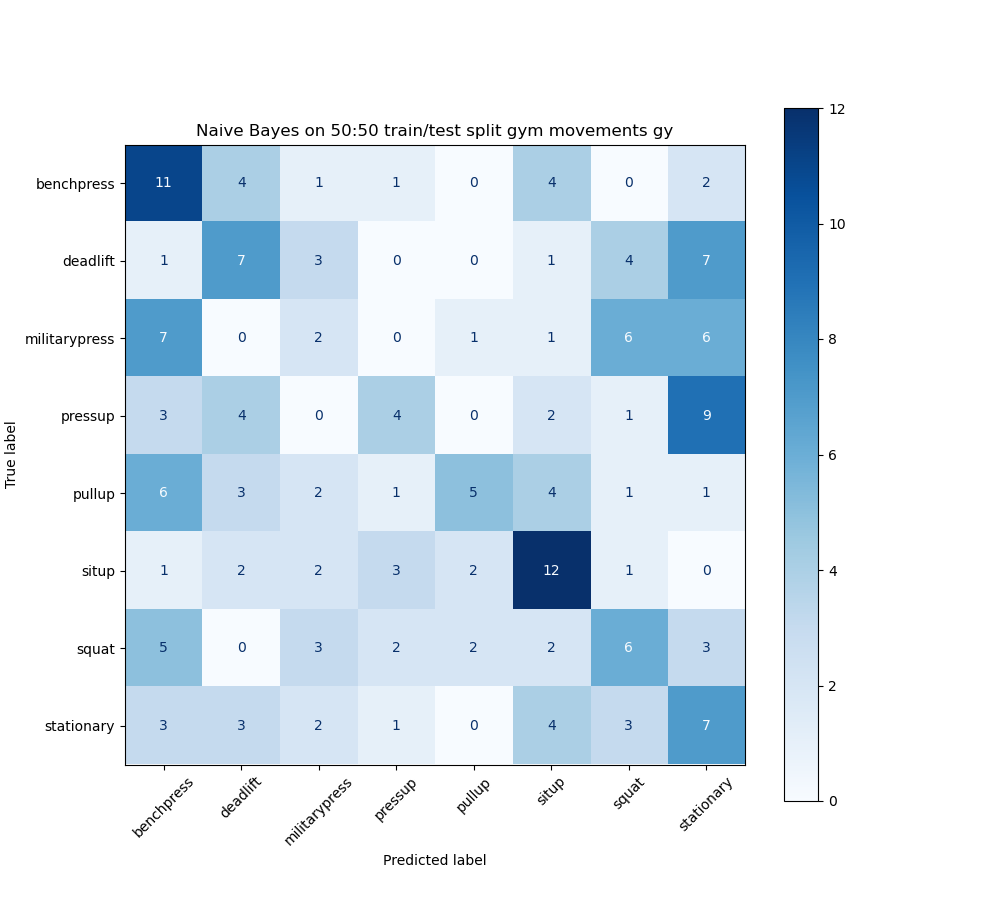 Naive Bayes on 50:50 train/test split gym movements gy
True label
benchpress 11 4 1 1 0 4 0 2
deadlift 1 7 3 0 0 1 4 7
militarypress 7 0 2 0 1 1 6 6
pressup 3 4 0 4 0 2 1 9
pullup 6 3 2 1 5 4 1 1
situp 1 2 2 3 2 12 1 0
squat 5 0 3 2 2 2 6 3
stationary 3 3 2 1 0 4 3 7
benchpress deadlift militarypress pressup pullup situp squat stationary
Predicted label
12
10
8
6
4
2
0